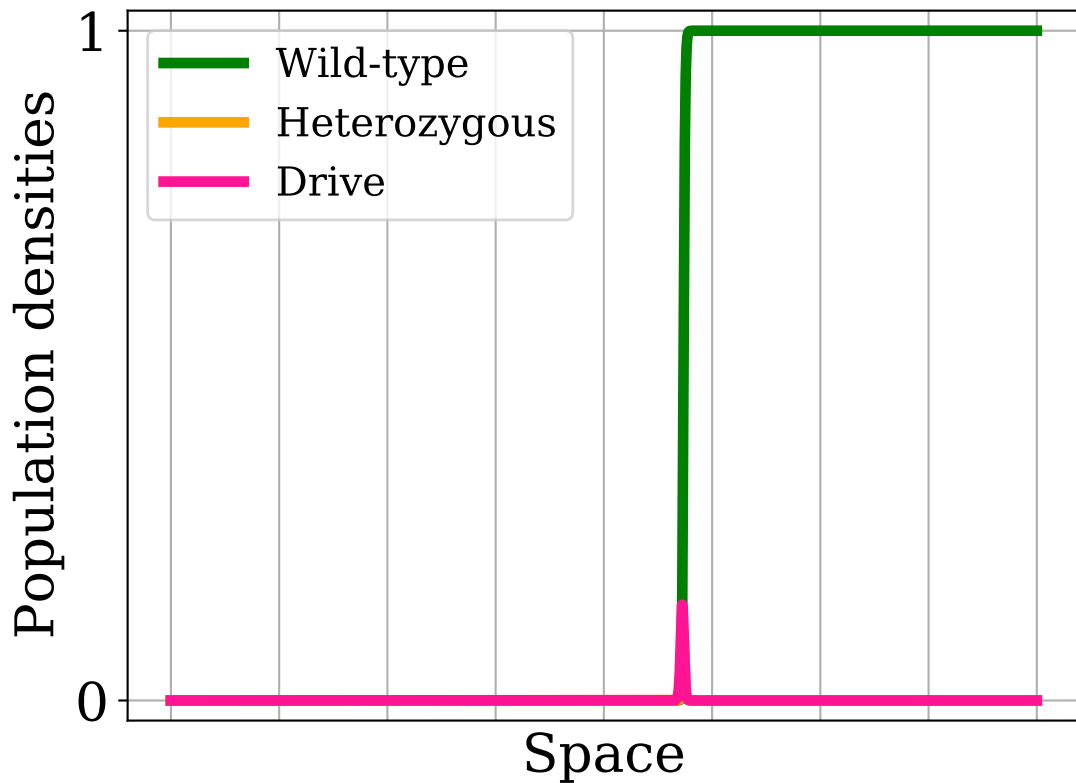 1
Wild-type
Heterozygous
Drive
Population densities
0
Space